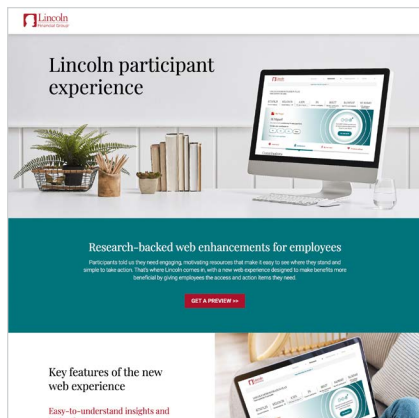 Lincoln
Financial Group
Lincoln participant
experience
Research-backed web enhancements for employees
Participants told us they need engaging, motivating resources that make it easy to see where they stand and
simple to take action. That's where Lincoln comes in, with a new web experience designed to make benefits more
beneficial by giving employees the access and action items they need.
GET A PREVIEW »»
Key features of the new
web experience
Easy-to-understand insights and